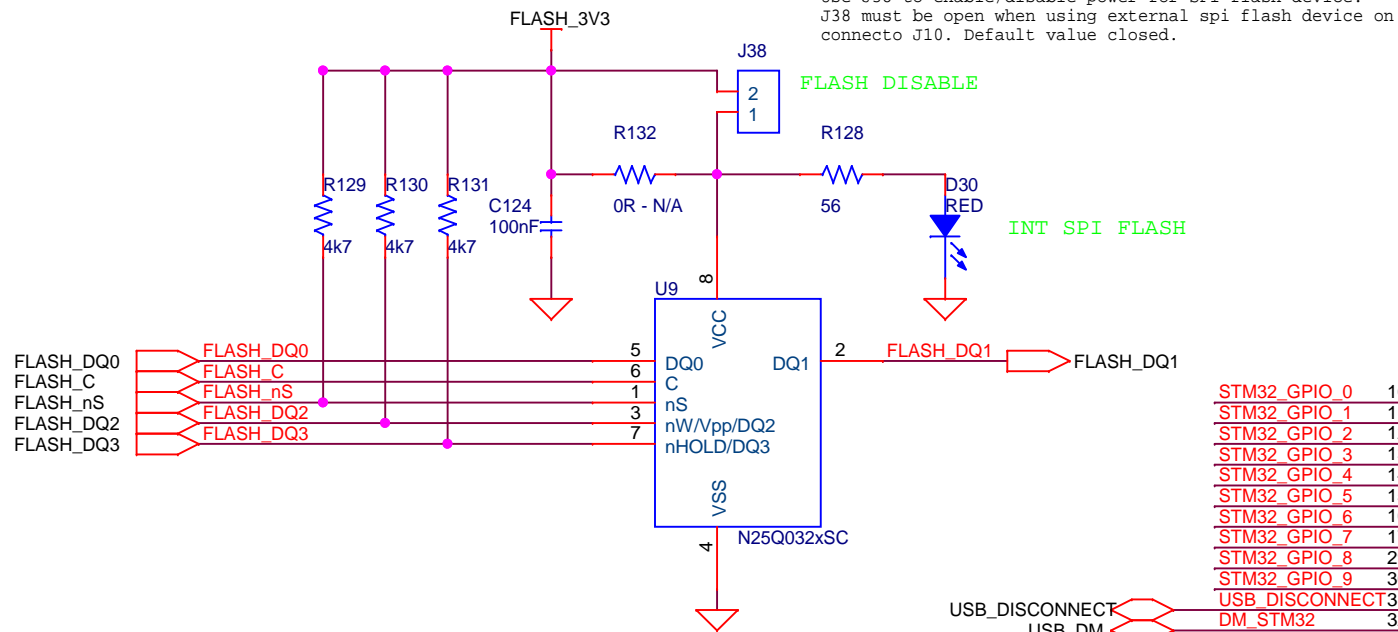 J38 must be open when using external spi flash device on
connecto J10. Default value closed.
FLASH_3V3
J38
2
1
FLASH DISABLE
R132
0R - N/A
R128
56
R129
4k7
R130
4k7
R131
4k7
C124
100nF
D30
RED
INT SPI FLASH
U9
8
VCC
FLASH_DQ0
FLASH_DQ0
5
DQ0
FLASH_C
FLASH_C
6
C
FLASH_nS
FLASH_nS
1
nS
FLASH_DQ2
FLASH_DQ2
3
nW/Vpp/DQ2
FLASH_DQ3
FLASH_DQ3
7
nHOLD/DQ3
DQ1
2
FLASH_DQ1
FLASH_DQ1
VSS
4
N25Q032xSC
STM32_GPIO_0
STM32_GPIO_1
STM32_GPIO_2
STM32_GPIO_3
STM32_GPIO_4
STM32_GPIO_5
STM32_GPIO_6
STM32_GPIO_7
STM32_GPIO_8
STM32_GPIO_9
USB_DISCONNECT
USB_DISCONNECT
USB_DM
DM_STM32